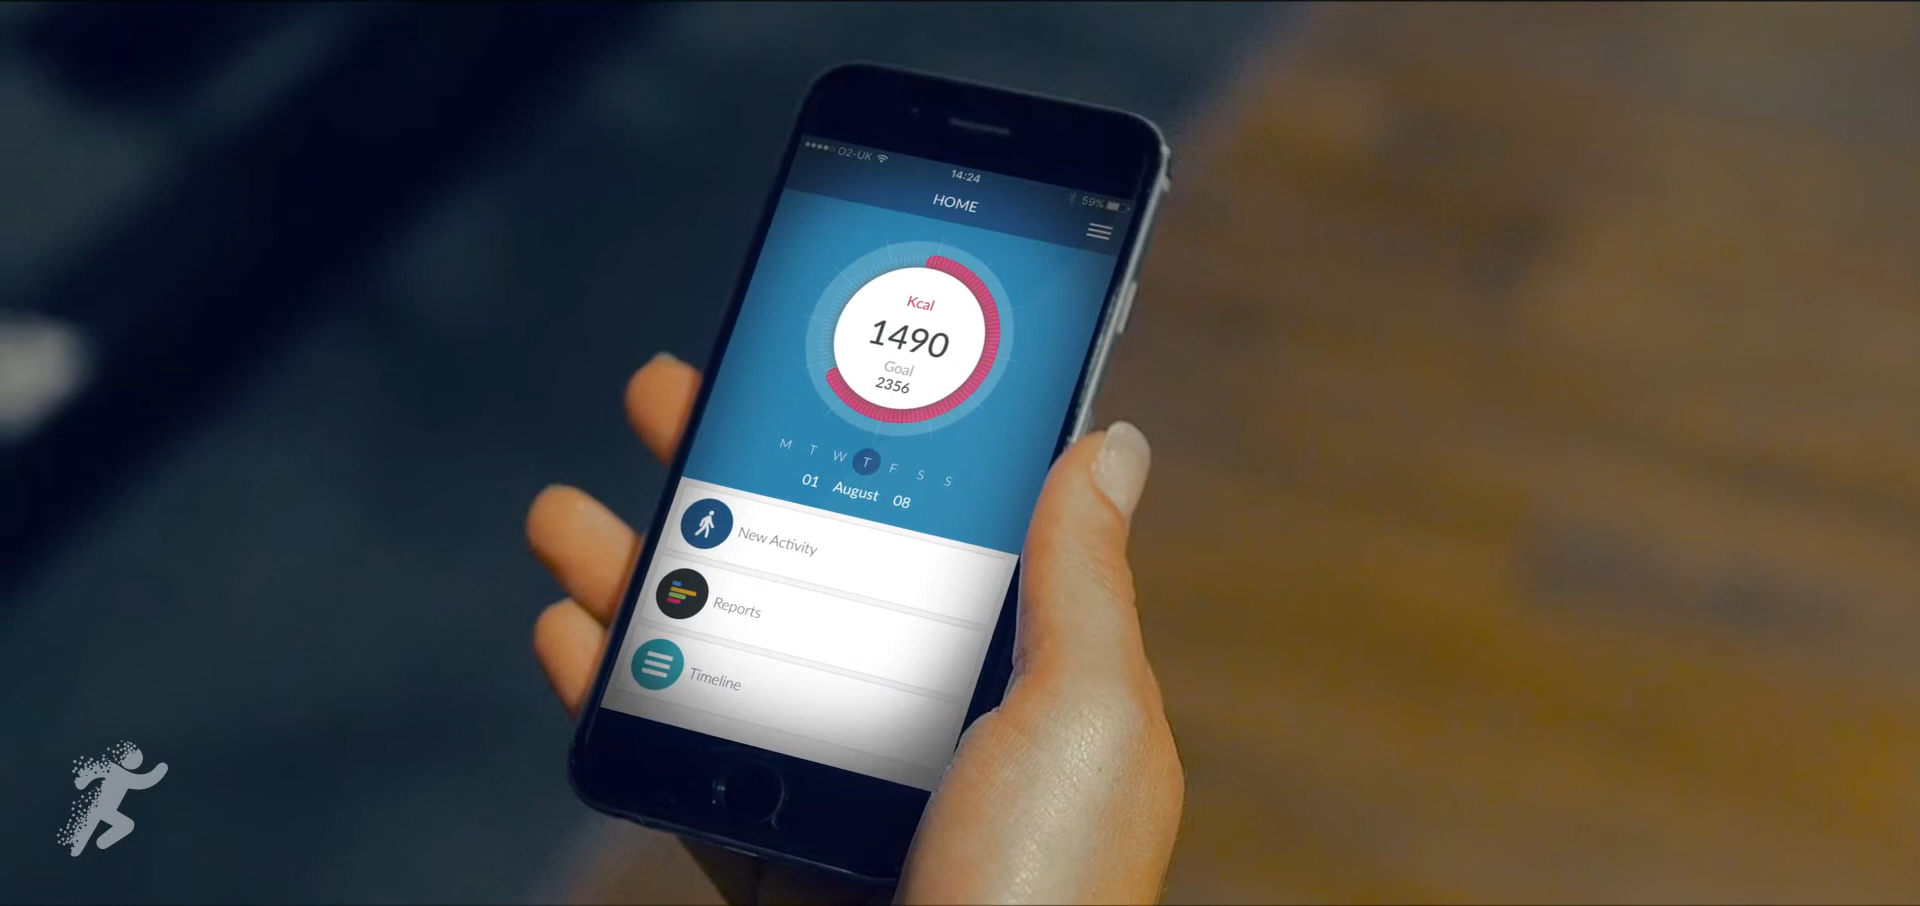 O2-UK
14:24
59%
HOME
Kcal
1490
Goal
2356
M T W T F S S
01 August 08
New Activity
Reports
Timeline